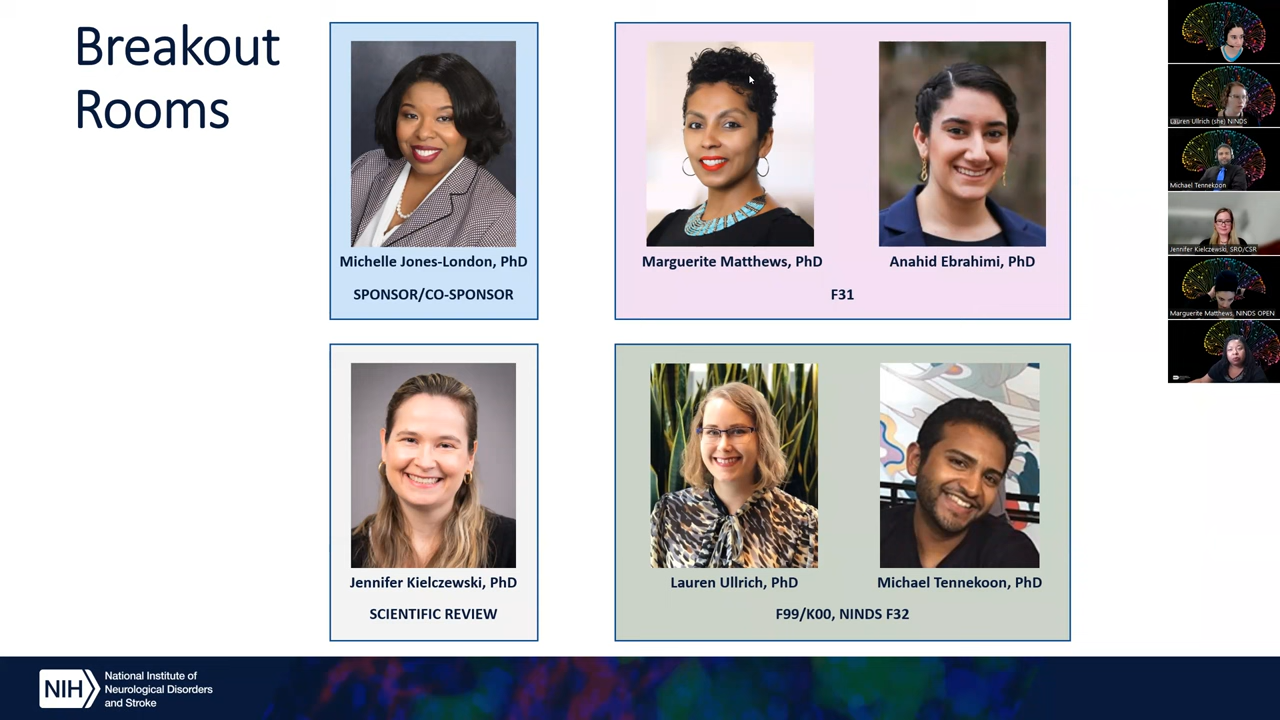 Breakout
Rooms
Michelle Jones-London, PhD
SPONSOR/CO-SPONSOR
Marguerite Matthews, PhD
Anahid Ebrahimi, PhD
F31
Jennifer Kielczewski, PhD
SCIENTIFIC REVIEW
Lauren Ullrich, PhD
Michael Tennekoon, PhD
F99/K00, NINDS F32
NIH
National Institute of
Neurological Disorders
and Stroke
Lauren Ullrich (she) NINDS
Michael Tennekoon
Jennifer Kielczewski, SRO/CSR
Marguerite Matthews, NINDS OPEN